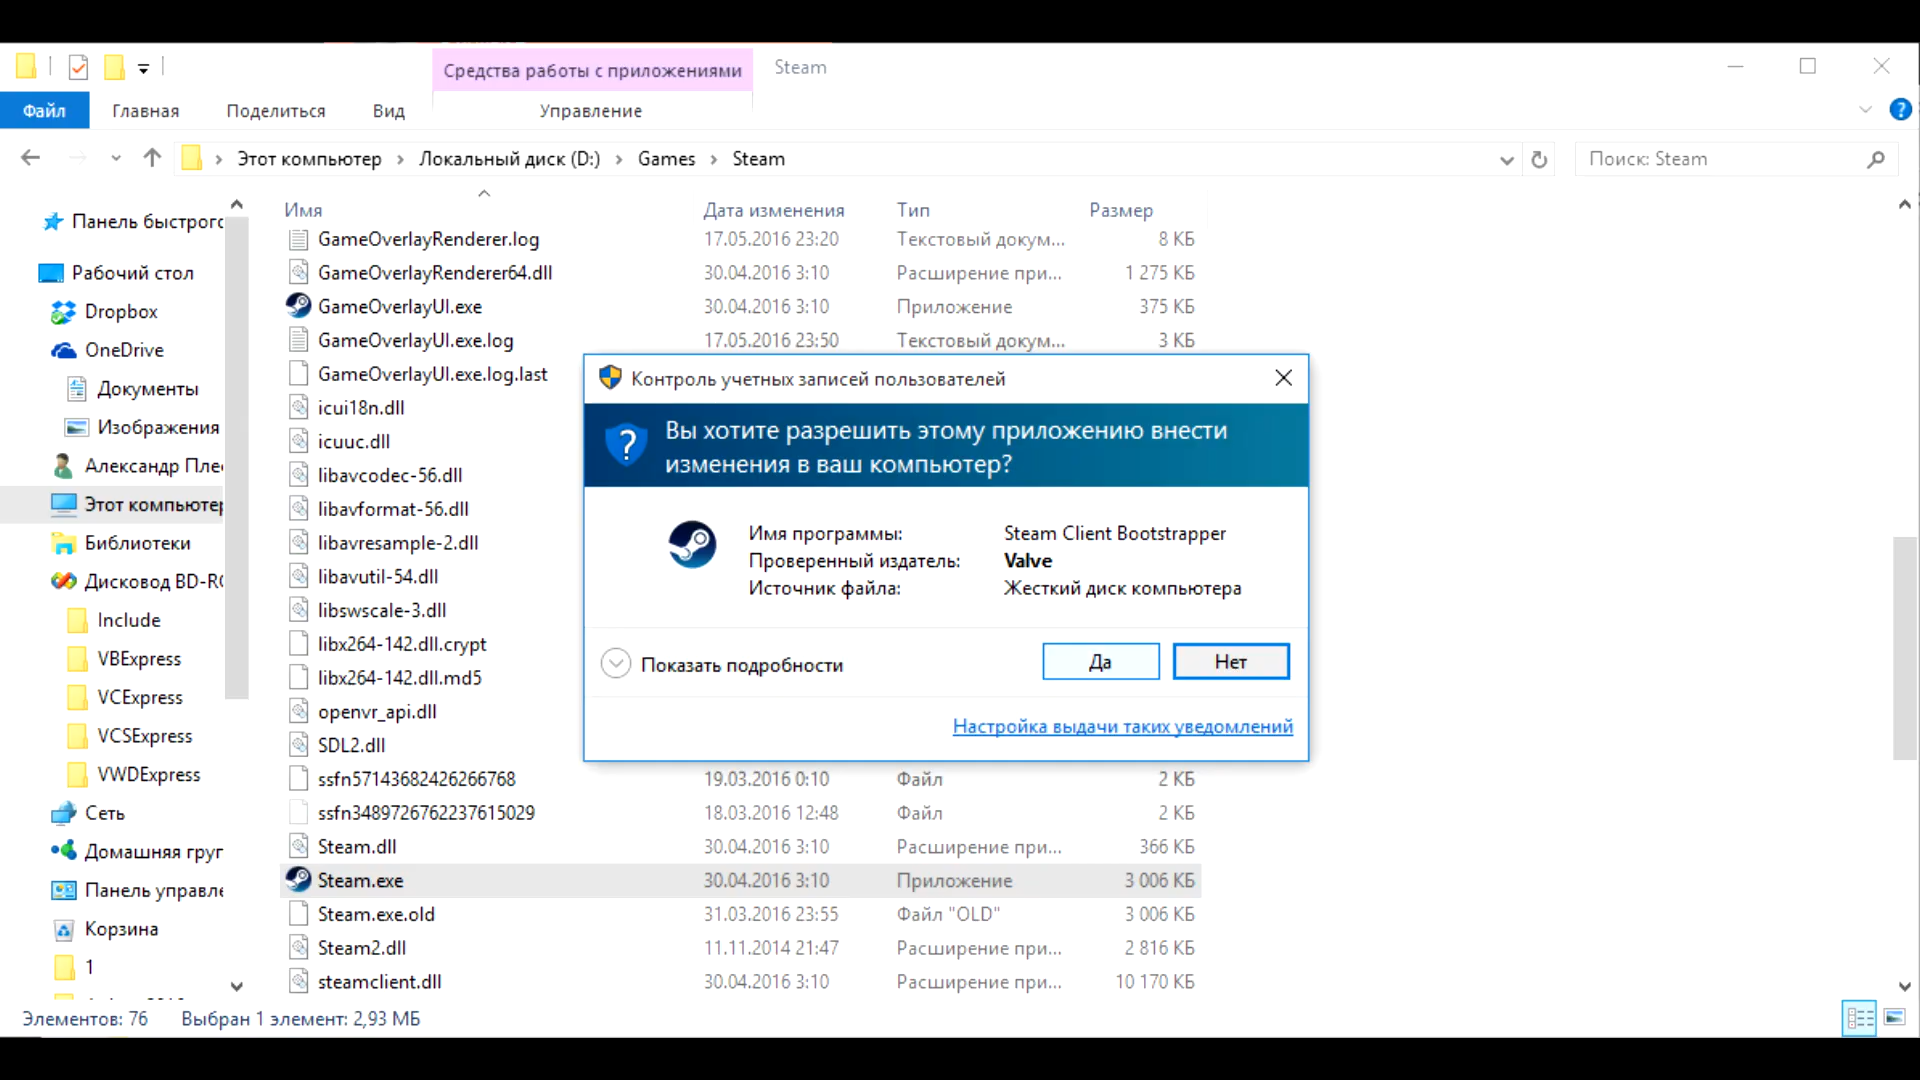 Средства работы с приложениями
Steam
Файл
Главная
Поделиться
Вид
Управление
Этот компьютер
Локальный диск (D:)
Games
Steam
Поиск: Steam
Панель быстрого
Рабочий стол
Dropbox
OneDrive
Документы
Изображения
Александр Плес
Этот компьютер
Библиотеки
Дисковод BD-RO
Include
VBExpress
VCExpress
VCSExpress
VWDExpress
Сеть
Домашняя груп
Панель управле
Корзина
1
Имя Дата изменения Тип Размер
GameOverlayRenderer.log 17.05.2016 23:20 Текстовый докум... 8 КБ
GameOverlayRenderer64.dll 30.04.2016 3:10 Расширение при... 1 275 КБ
GameOverlayUI.exe 30.04.2016 3:10 Приложение 375 КБ
GameOverlayUI.exe.log 17.05.2016 23:50 Текстовый докум... 3 КБ
GameOverlayUI.exe.log.last
icui18n.dll
icuuc.dll
libavcodec-56.dll
libavformat-56.dll
libavresample-2.dll
libavutil-54.dll
libswscale-3.dll
libx264-142.dll.crypt
libx264-142.dll.md5
openvr_api.dll
SDL2.dll
ssfn57143682426266768 19.03.2016 0:10 Файл 2 КБ
ssfn3489726762237615029 18.03.2016 12:48 Файл 2 КБ
Steam.dll 30.04.2016 3:10 Расширение при... 366 КБ
Steam.exe 30.04.2016 3:10 Приложение 3 006 КБ
Steam.exe.old 31.03.2016 23:55 Файл "OLD" 3 006 КБ
Steam2.dll 11.11.2014 21:47 Расширение при... 2 816 КБ
steamclient.dll 30.04.2016 3:10 Расширение при... 10 170 КБ
Контроль учетных записей пользователей
Вы хотите разрешить этому приложению внести
изменения в ваш компьютер?
Имя программы: Steam Client Bootstrapper
Проверенный издатель: Valve
Источник файла: Жесткий диск компьютера
Показать подробности
Да
Нет
Настройка выдачи таких уведомлений
Элементов: 76
Выбран 1 элемент: 2,93 МБ